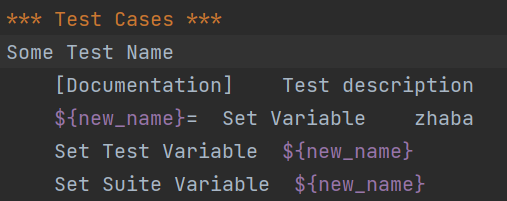 *** Test Cases ***
Some Test Name
    [Documentation]    Test description
    ${new_name}=  Set Variable    zhaba
    Set Test Variable  ${new_name}
    Set Suite Variable  ${new_name}